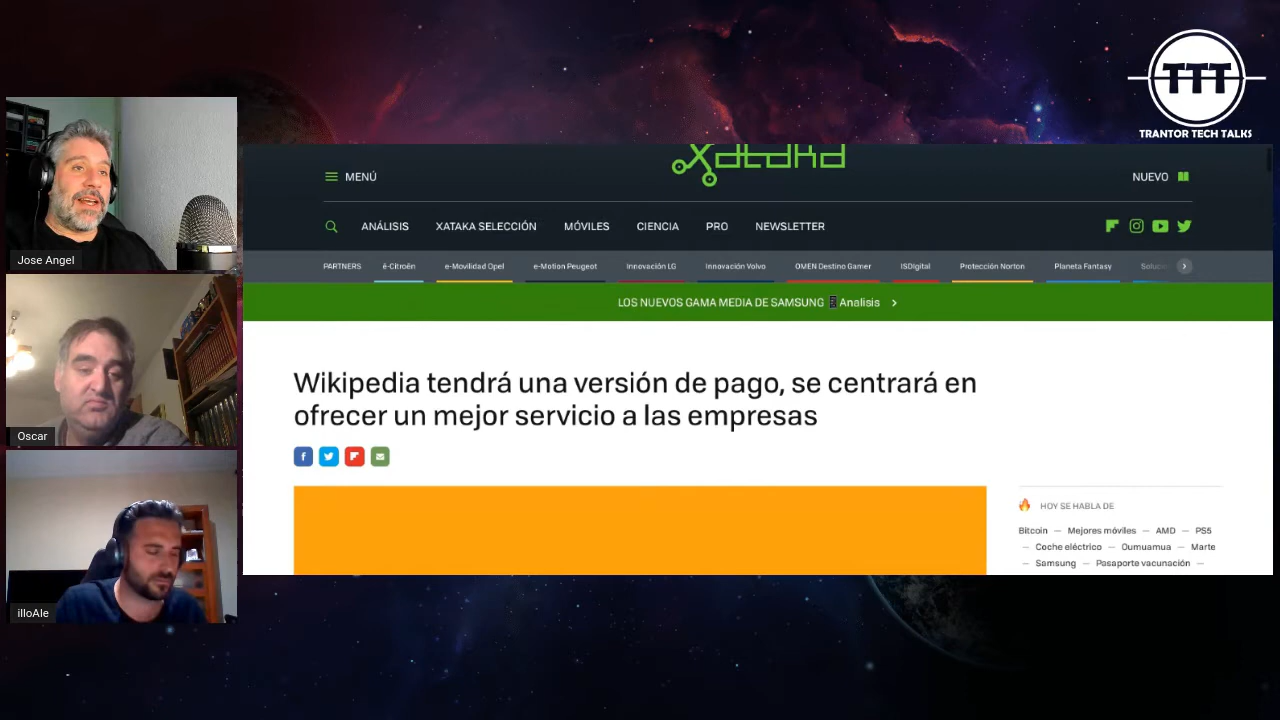 TTT
TRANTOR TECH TALKS
Jose Angel
Oscar
illoAle
xataka
MENÚ
NUEVO
ANÁLISIS XATAKA SELECCIÓN MÓVILES CIENCIA PRO NEWSLETTER
PARTNERS ë-Citroën e-Movilidad Opel e-Motion Peugeot Innovación LG Innovación Volvo OMEN Destino Gamer ISDIgital Protección Norton Planeta Fantasy
LOS NUEVOS GAMA MEDIA DE SAMSUNG 📱Analisis >
Wikipedia tendrá una versión de pago, se centrará en
ofrecer un mejor servicio a las empresas
HOY SE HABLA DE
Bitcoin — Mejores móviles — AMD — PS5
— Coche eléctrico — Oumuamua — Marte
— Samsung — Pasaporte vacunación —